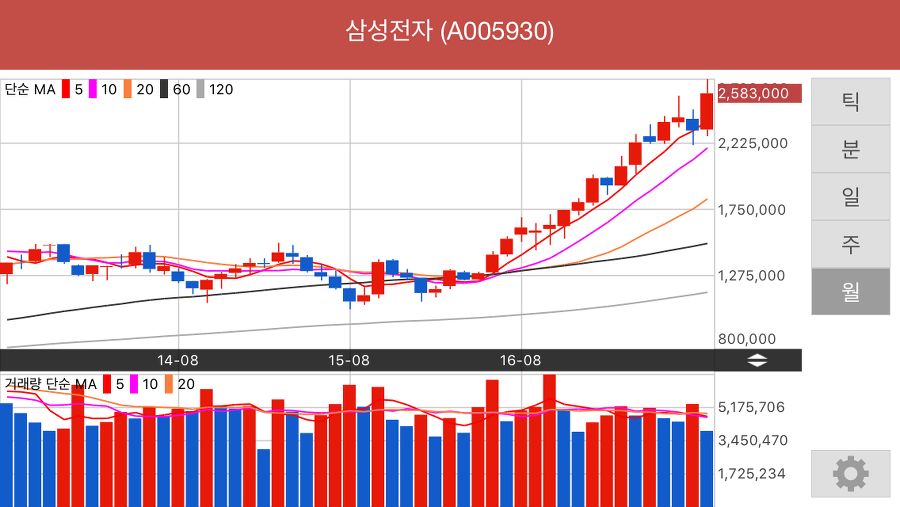 삼성전자 (A005930)
단순 MA 5 10 20 60 120
2,583,000
2,225,000
1,750,000
1,275,000
800,000
14-08 15-08 16-08
거래량 단순 MA 5 10 20
5,175,706
3,450,470
1,725,234
틱
분
일
주
월